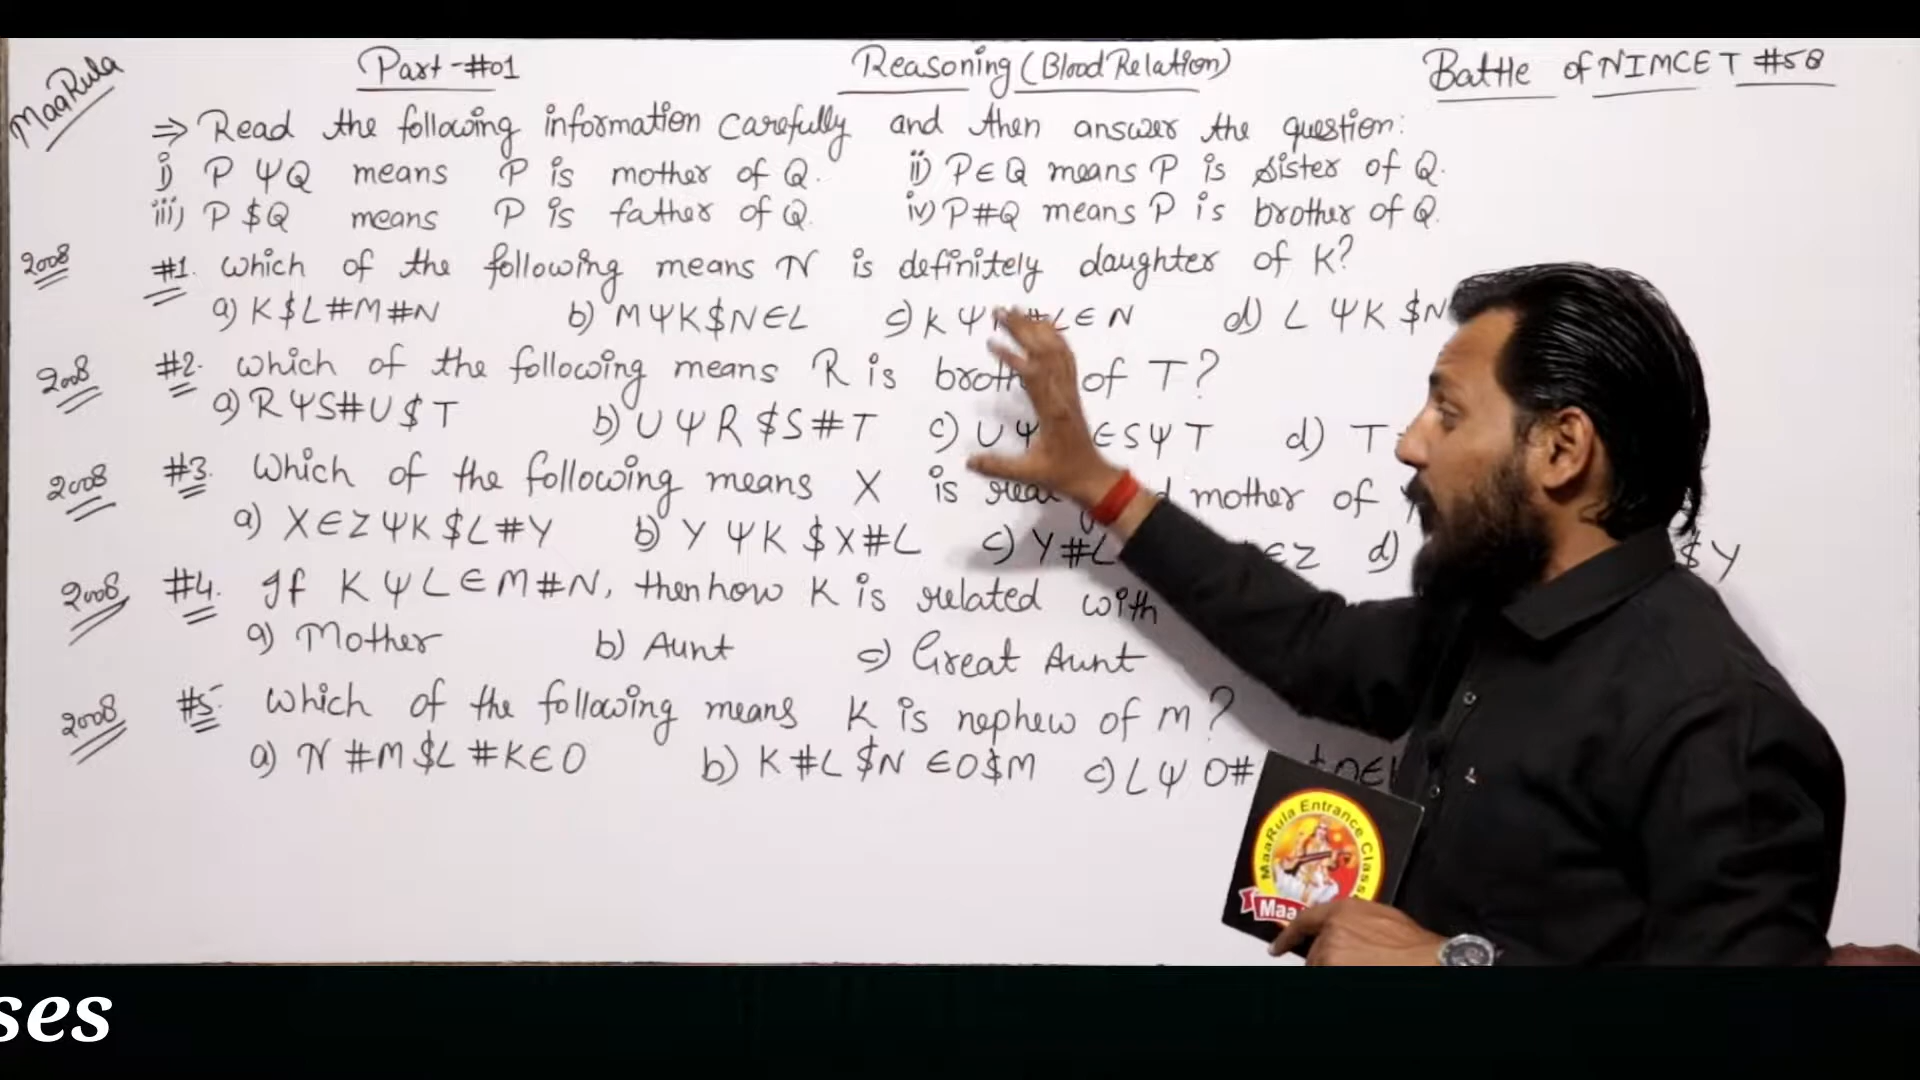 MaaRula
Part-#01
Reasoning (Blood Relation)
Battle of NIMCET #58
⇒ Read the following information carefully and then answer the question:
i) P ψ Q means P is mother of Q.
ii) P ∈ Q means P is sister of Q.
iii) P $ Q means P is father of Q.
iv) P # Q means P is brother of Q.
2008 #1. Which of the following means N is definitely daughter of K?
a) K $ L # M # N
b) M ψ K $ N ∈ L
c) K ψ # L ∈ N
d) L ψ K $ N
2008 #2. Which of the following means R is of T?
a) R ψ S # U $ T
b) U ψ R $ S # T
c) U ψ ∈ S ψ T
d) T
2008 #3. Which of the following means X is mother of
a) X ∈ Z ψ K $ L # Y
b) Y ψ K $ X # L
c) Y # L ∈ Z
d) $ Y
2008 #4. If K ψ L ∈ M # N, then how K is related with
a) Mother
b) Aunt
c) Great Aunt
2008 #5. Which of the following means K is nephew of M?
a) N # M $ L # K ∈ O
b) K # L $ N ∈ O $ M
c) L ψ O #
MaaRula Entrance Class
Maa
ses